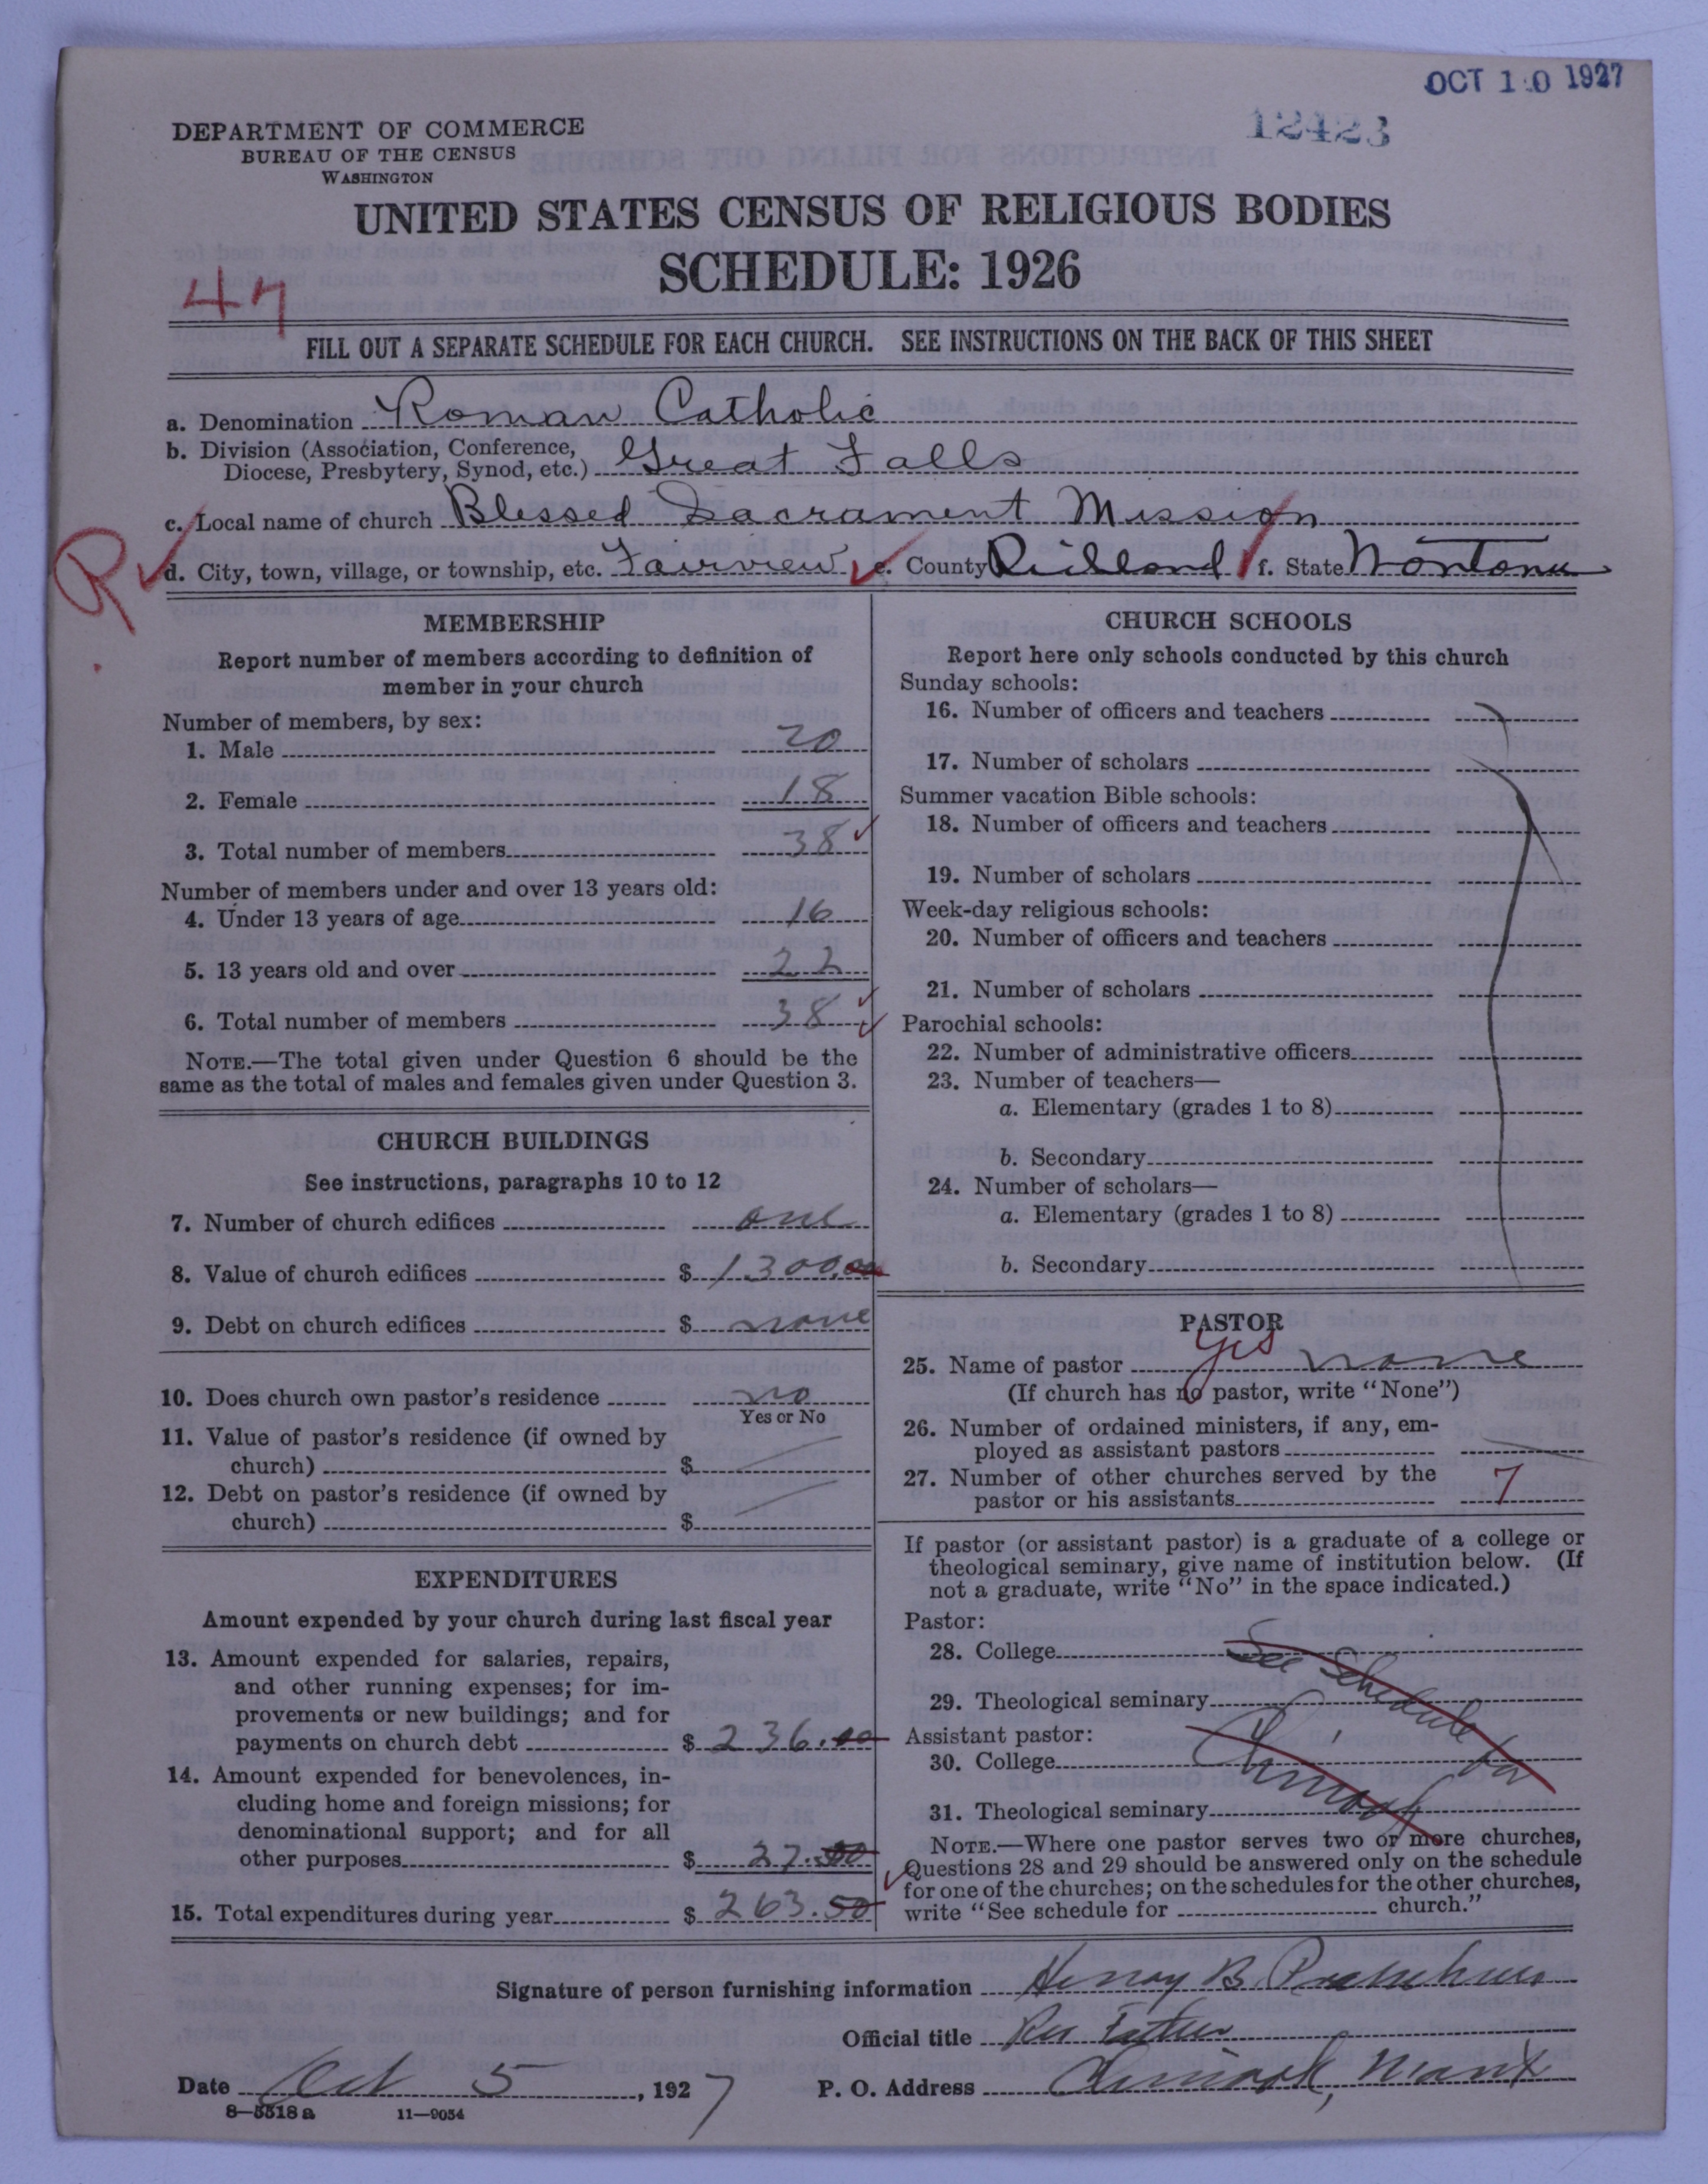 OCT 10 1927
12423
DEPARTMENT OF COMMERCE
BUREAU OF THE CENSUS
WASHINGTON
UNITED STATES CENSUS OF RELIGIOUS BODIES
SCHEDULE: 1926
47
FILL OUT A SEPARATE SCHEDULE FOR EACH CHURCH. SEE INSTRUCTIONS ON THE BACK OF THIS SHEET
a. Denomination Roman Catholic
b. Division (Association, Conference,
Diocese, Presbytery, Synod, etc.) Great Falls
c. Local name of church Blessed Sacrament Mission
R
d. City, town, village, or township, etc. Fairview e. County Richland f. State Montana
MEMBERSHIP
Report number of members according to definition of
member in your church
Number of members, by sex:
1. Male 20
2. Female 18
3. Total number of members 38
Number of members under and over 13 years old:
4. Under 13 years of age 16
5. 13 years old and over 22
6. Total number of members 38
NOTE.—The total given under Question 6 should be the
same as the total of males and females given under Question 3.
CHURCH BUILDINGS
See instructions, paragraphs 10 to 12
7. Number of church edifices one
8. Value of church edifices $ 1300.00
9. Debt on church edifices $ none
10. Does church own pastor's residence no
Yes or No
11. Value of pastor's residence (if owned by
church) $
12. Debt on pastor's residence (if owned by
church) $
EXPENDITURES
Amount expended by your church during last fiscal year
13. Amount expended for salaries, repairs,
and other running expenses; for im-
provements or new buildings; and for
payments on church debt $ 236.00
14. Amount expended for benevolences, in-
cluding home and foreign missions; for
denominational support; and for all
other purposes $ 27.50
15. Total expenditures during year $ 263.50
CHURCH SCHOOLS
Report here only schools conducted by this church
Sunday schools:
16. Number of officers and teachers
17. Number of scholars
Summer vacation Bible schools:
18. Number of officers and teachers
19. Number of scholars
Week-day religious schools:
20. Number of officers and teachers
21. Number of scholars
Parochial schools:
22. Number of administrative officers
23. Number of teachers—
a. Elementary (grades 1 to 8)
b. Secondary
24. Number of scholars—
a. Elementary (grades 1 to 8)
b. Secondary
PASTOR
25. Name of pastor yes none
(If church has no pastor, write "None")
26. Number of ordained ministers, if any, em-
ployed as assistant pastors
27. Number of other churches served by the
pastor or his assistants 7
If pastor (or assistant pastor) is a graduate of a college or
theological seminary, give name of institution below. (If
not a graduate, write "No" in the space indicated.)
Pastor:
28. College See Schedule for
29. Theological seminary
Assistant pastor:
30. College Chinook
31. Theological seminary
NOTE.—Where one pastor serves two or more churches,
Questions 28 and 29 should be answered only on the schedule
for one of the churches; on the schedules for the other churches,
write "See schedule for church."
Signature of person furnishing information Henry B.
Official title Rev Father
Date Oct 5, 1927 P. O. Address Chinook, Mont
8—5518a 11—9054